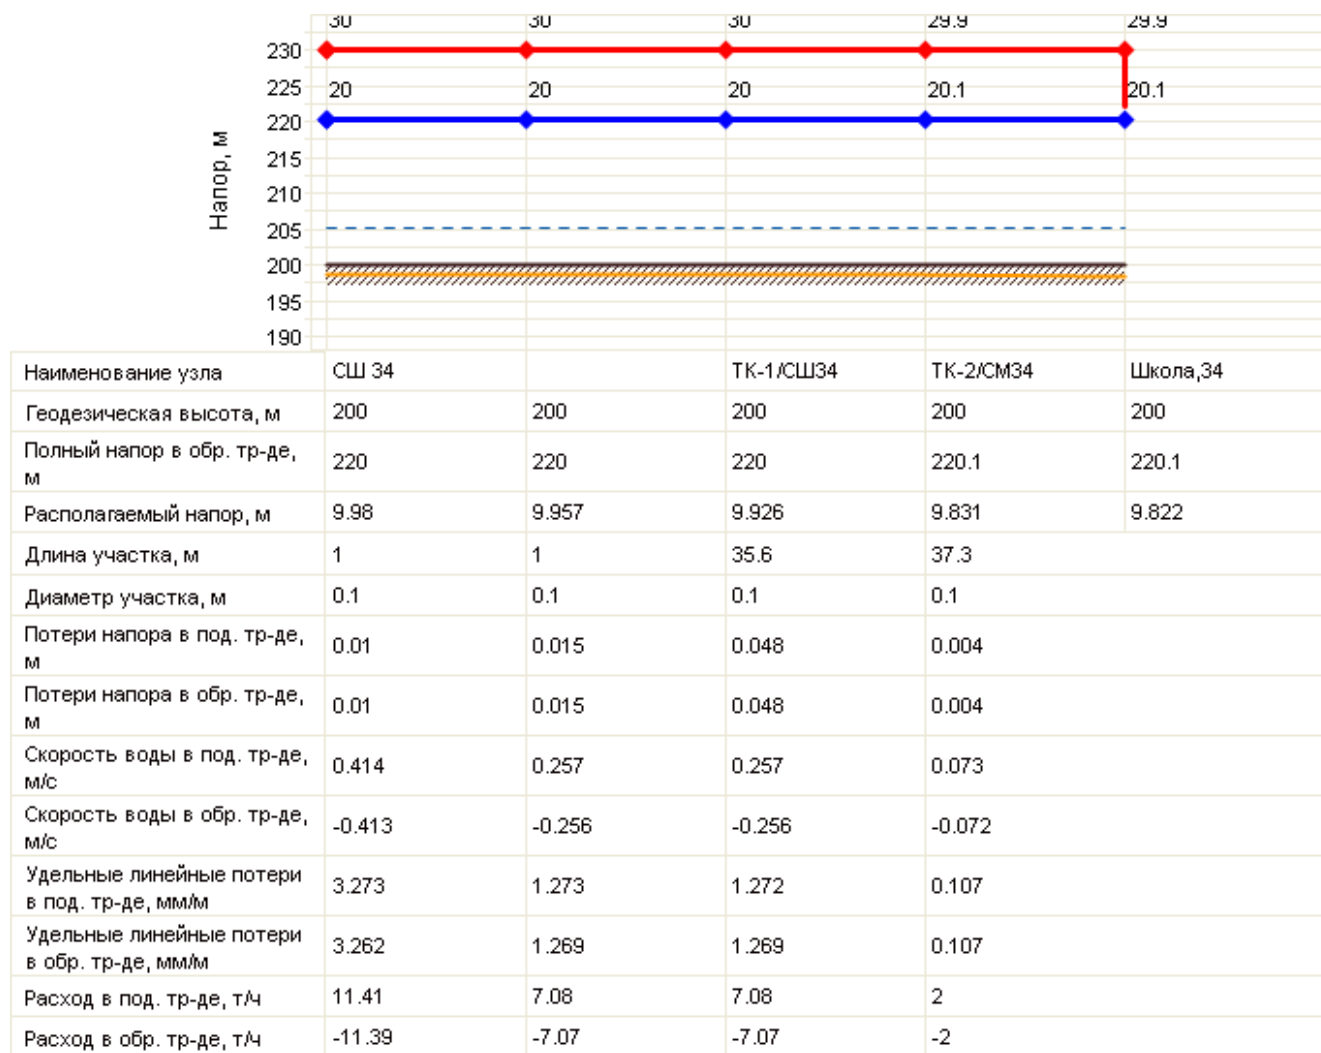 30 30 30 29.9 29.9
230
225 20 20 20 20.1 20.1
220
215
210
205
200
195
190
Напор, м
Наименование узла СШ 34 ТК-1/СШ34 ТК-2/СМ34 Школа,34
Геодезическая высота, м 200 200 200 200 200
Полный напор в обр. тр-де,
м 220 220 220 220.1 220.1
Располагаемый напор, м 9.98 9.957 9.926 9.831 9.822
Длина участка, м 1 1 35.6 37.3
Диаметр участка, м 0.1 0.1 0.1 0.1
Потери напора в под. тр-де,
м 0.01 0.015 0.048 0.004
Потери напора в обр. тр-де,
м 0.01 0.015 0.048 0.004
Скорость воды в под. тр-де,
м/с 0.414 0.257 0.257 0.073
Скорость воды в обр. тр-де,
м/с -0.413 -0.256 -0.256 -0.072
Удельные линейные потери
в под. тр-де, мм/м 3.273 1.273 1.272 0.107
Удельные линейные потери
в обр. тр-де, мм/м 3.262 1.269 1.269 0.107
Расход в под. тр-де, т/ч 11.41 7.08 7.08 2
Расход в обр. тр-де, т/ч -11.39 -7.07 -7.07 -2